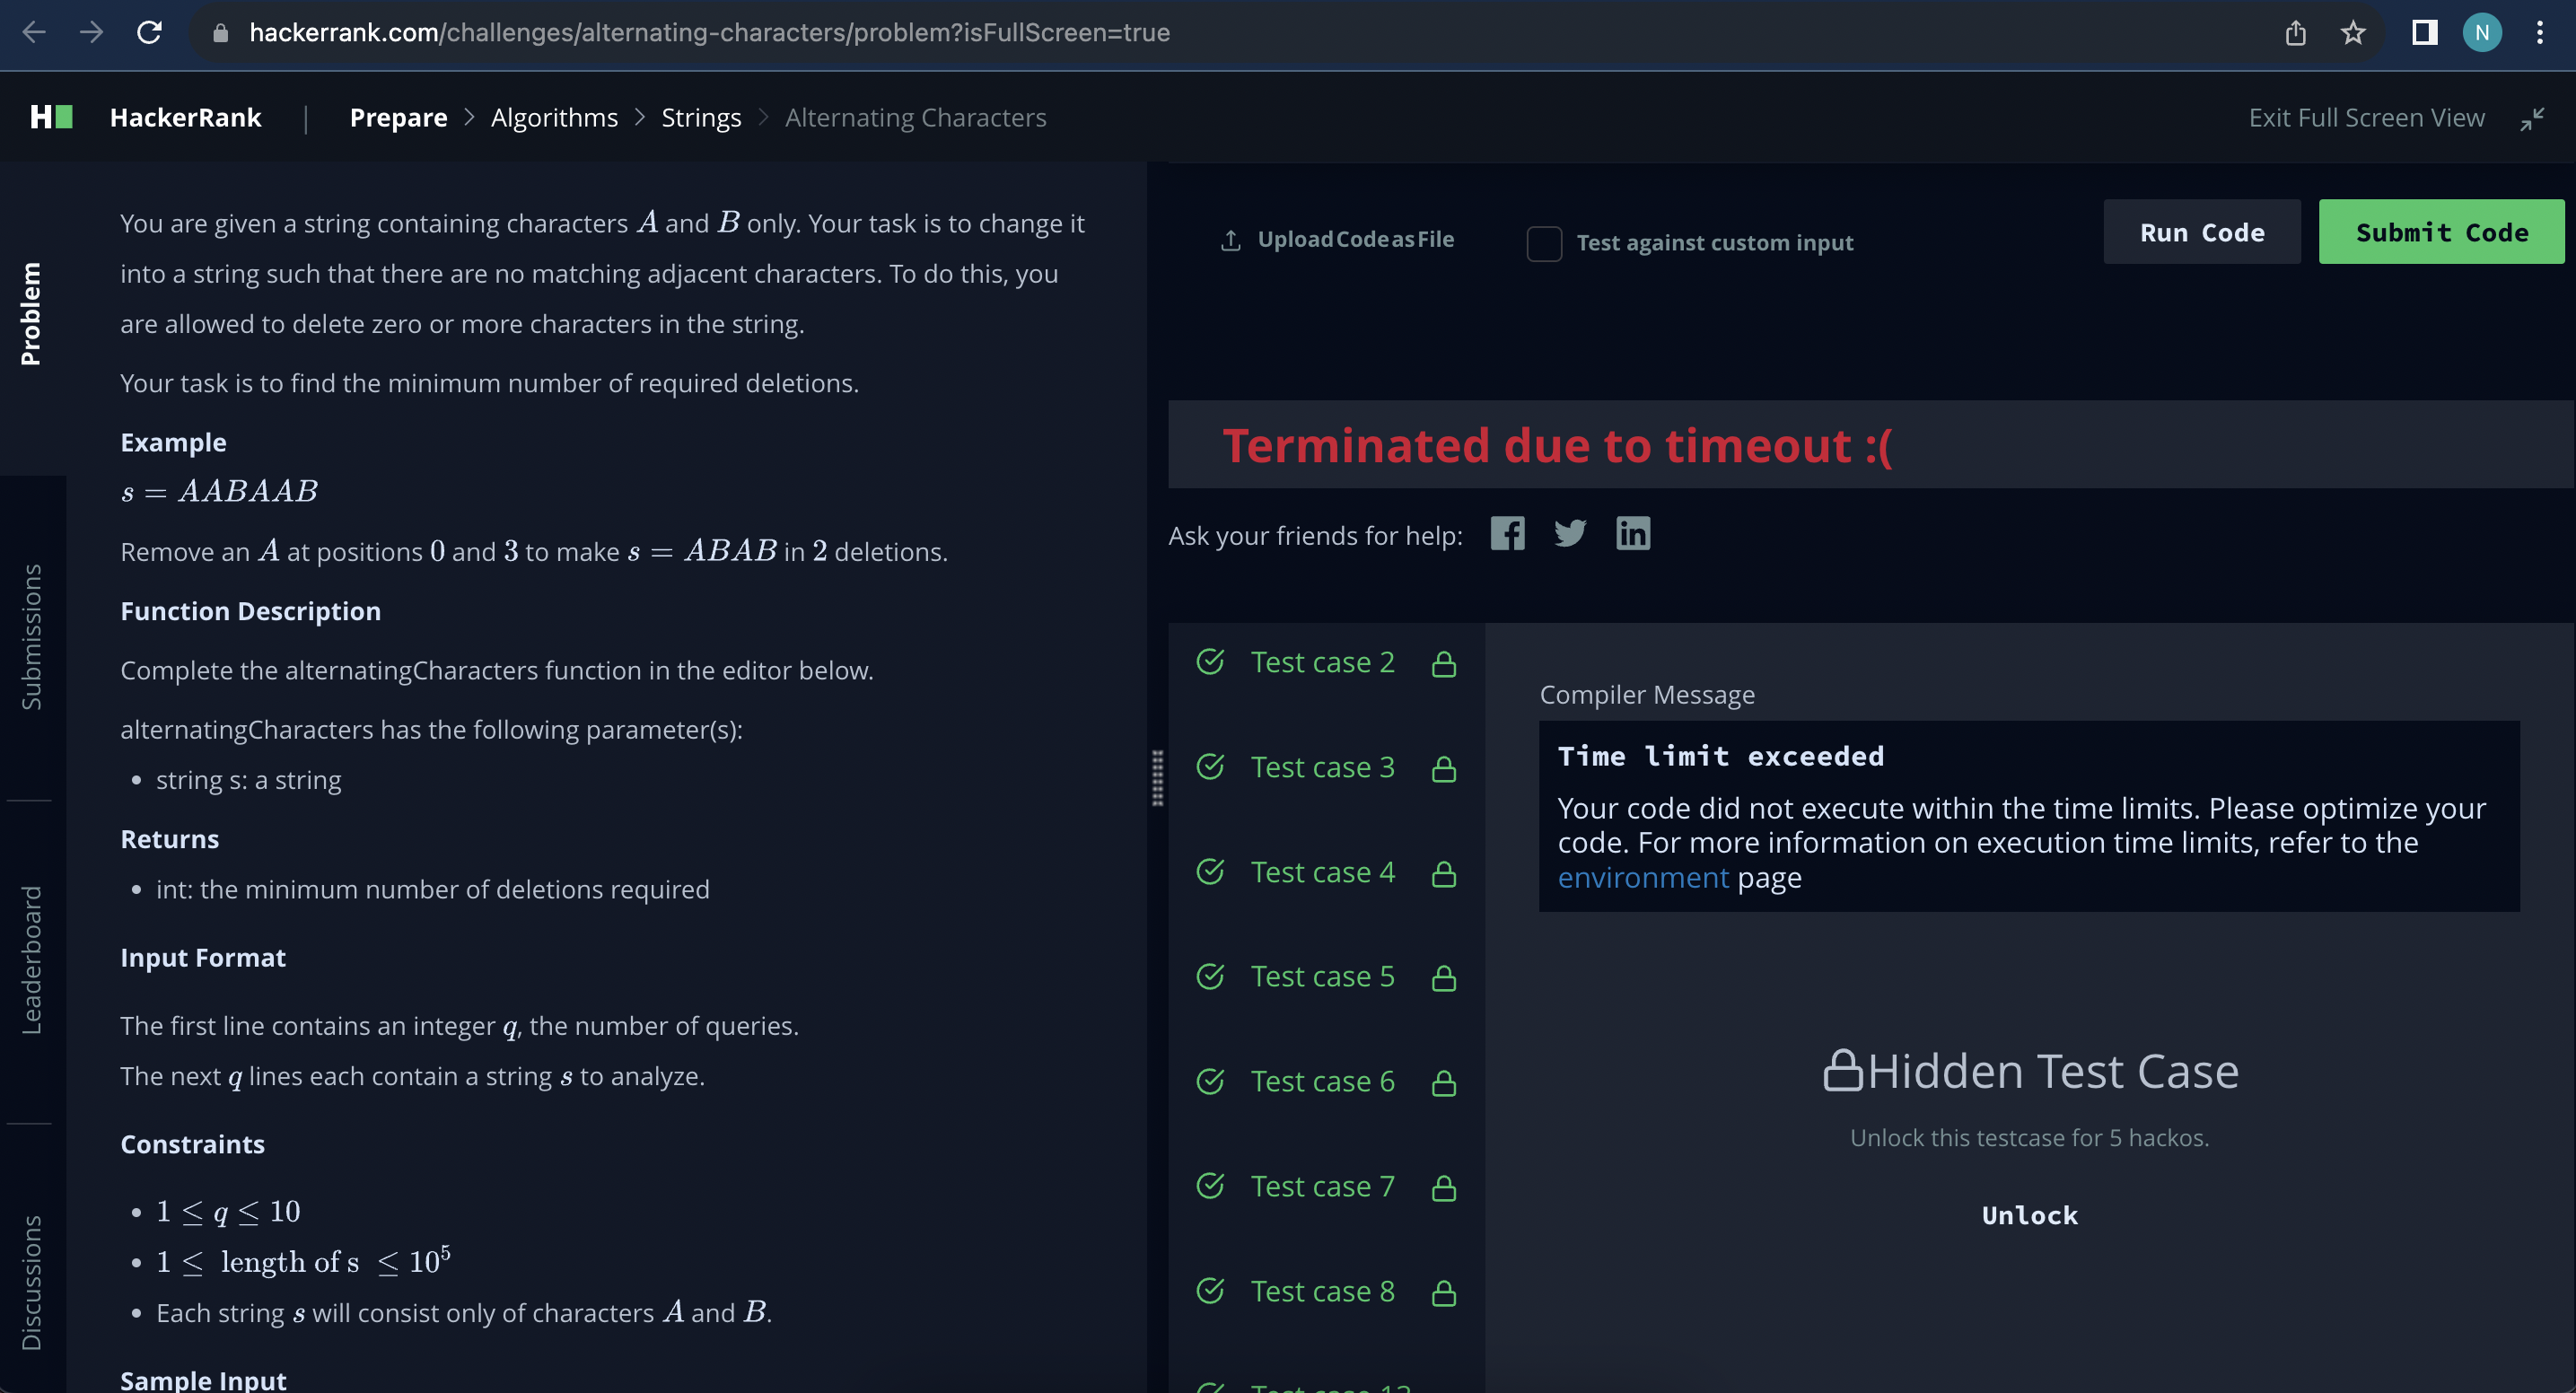 hackerrank.com/challenges/alternating-characters/problem?isFullScreen=true
N
H
HackerRank | Prepare > Algorithms > Strings > Alternating Characters
Exit Full Screen View
Problem
Submissions
Leaderboard
Discussions
You are given a string containing characters A and B only. Your task is to change it
into a string such that there are no matching adjacent characters. To do this, you
are allowed to delete zero or more characters in the string.
Your task is to find the minimum number of required deletions.
Example
s = AABAAB
Remove an A at positions 0 and 3 to make s = ABAB in 2 deletions.
Function Description
Complete the alternatingCharacters function in the editor below.
alternatingCharacters has the following parameter(s):
• string s: a string
Returns
• int: the minimum number of deletions required
Input Format
The first line contains an integer q, the number of queries.
The next q lines each contain a string s to analyze.
Constraints
• 1 ≤ q ≤ 10
• 1 ≤ length of s ≤ 10⁵
• Each string s will consist only of characters A and B.
Sample Input
Upload Code as File
Test against custom input
Run Code
Submit Code
Terminated due to timeout :(
Ask your friends for help:
Test case 2
Test case 3
Test case 4
Test case 5
Test case 6
Test case 7
Test case 8
Compiler Message
Time limit exceeded
Your code did not execute within the time limits. Please optimize your
code. For more information on execution time limits, refer to the
environment page
Hidden Test Case
Unlock this testcase for 5 hackos.
Unlock